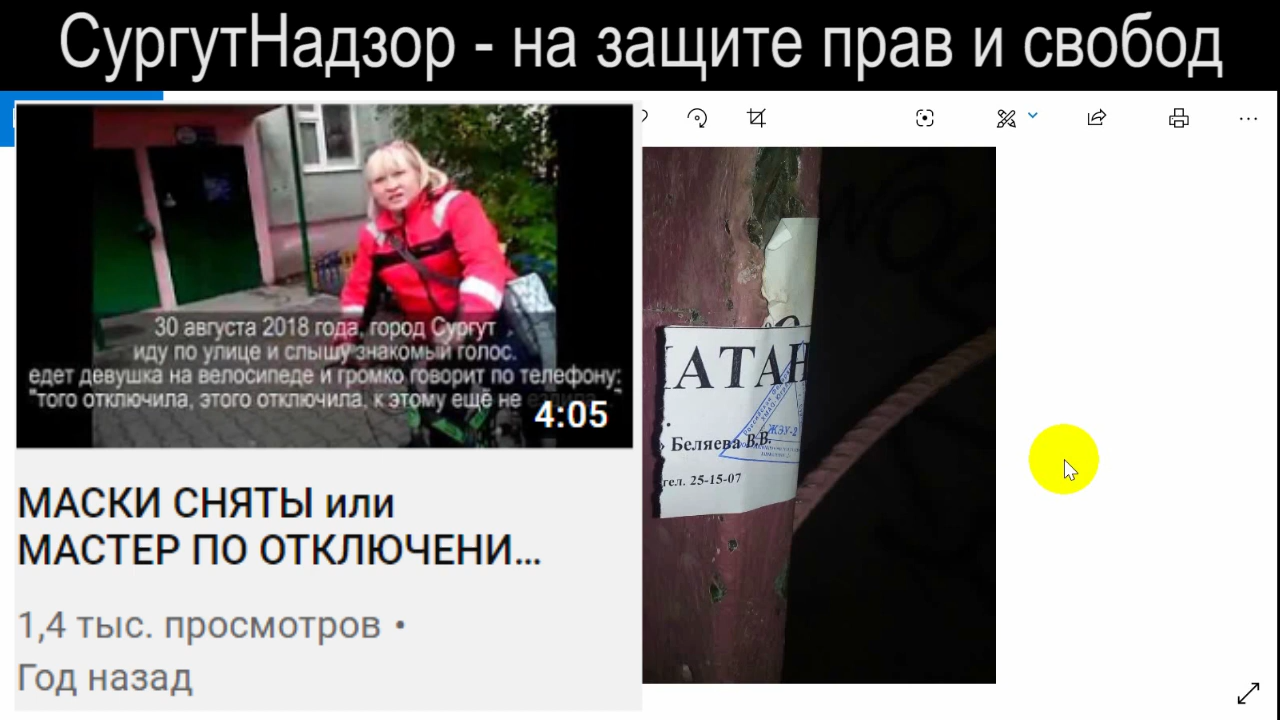 СургутНадзор - на защите прав и свобод
30 августа 2018 года, город Сургут
иду по улице и слышу знакомый голос.
едет девушка на велосипеде и громко говорит по телефону;
"того отключила, этого отключила, к этому ещё не ездила..."
4:05
МАСКИ СНЯТЫ или
МАСТЕР ПО ОТКЛЮЧЕНИ...
1,4 тыс. просмотров •
Год назад
АТАН
ЖЭУ-2
Беляева В.В.
тел. 25-15-07